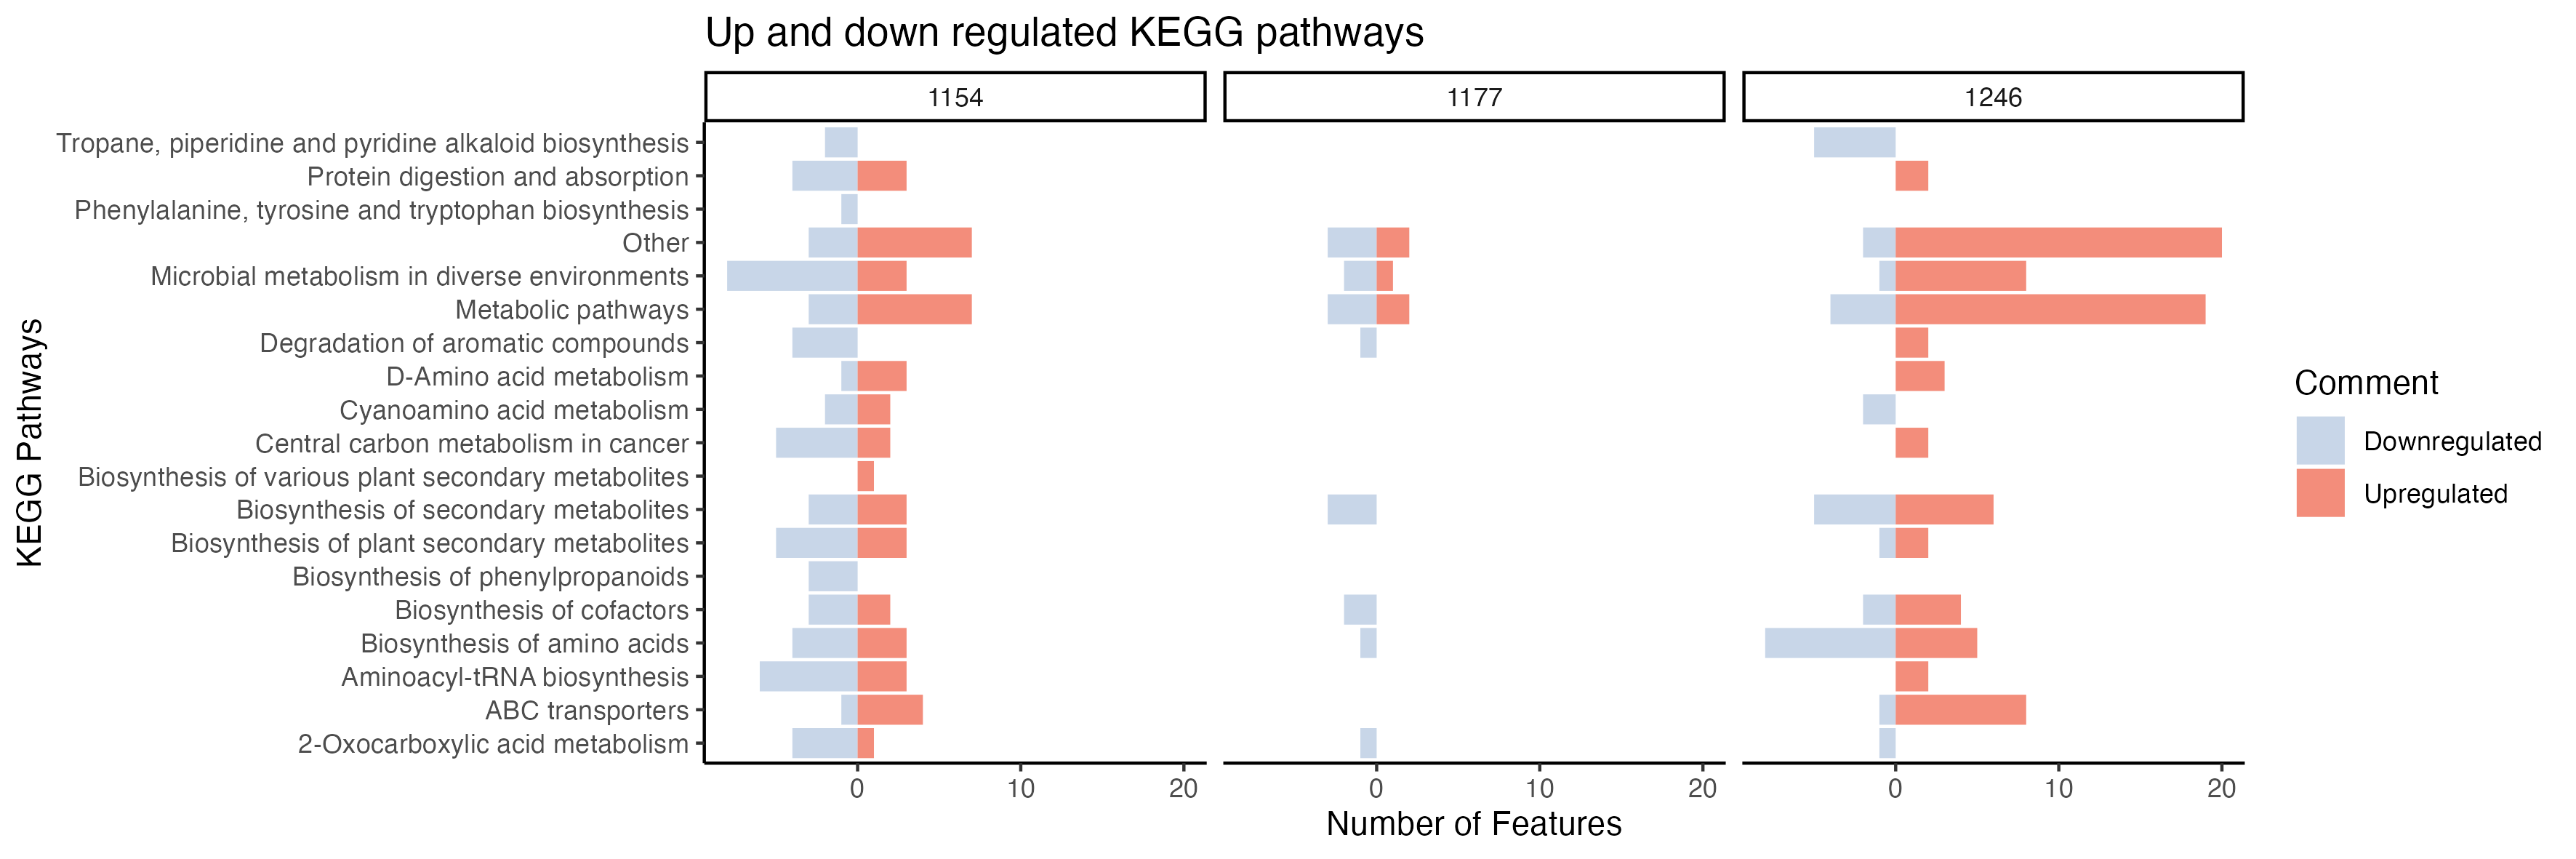 Up and down regulated KEGG pathways
1154 1177 1246
Tropane, piperidine and pyridine alkaloid biosynthesis
Protein digestion and absorption
Phenylalanine, tyrosine and tryptophan biosynthesis
Other
Microbial metabolism in diverse environments
Metabolic pathways
Degradation of aromatic compounds
D-Amino acid metabolism
Cyanoamino acid metabolism
Central carbon metabolism in cancer
Biosynthesis of various plant secondary metabolites
Biosynthesis of secondary metabolites
Biosynthesis of plant secondary metabolites
Biosynthesis of phenylpropanoids
Biosynthesis of cofactors
Biosynthesis of amino acids
Aminoacyl-tRNA biosynthesis
ABC transporters
2-Oxocarboxylic acid metabolism
KEGG Pathways
0 10 20 0 10 20 0 10 20
Number of Features
Comment
Downregulated
Upregulated